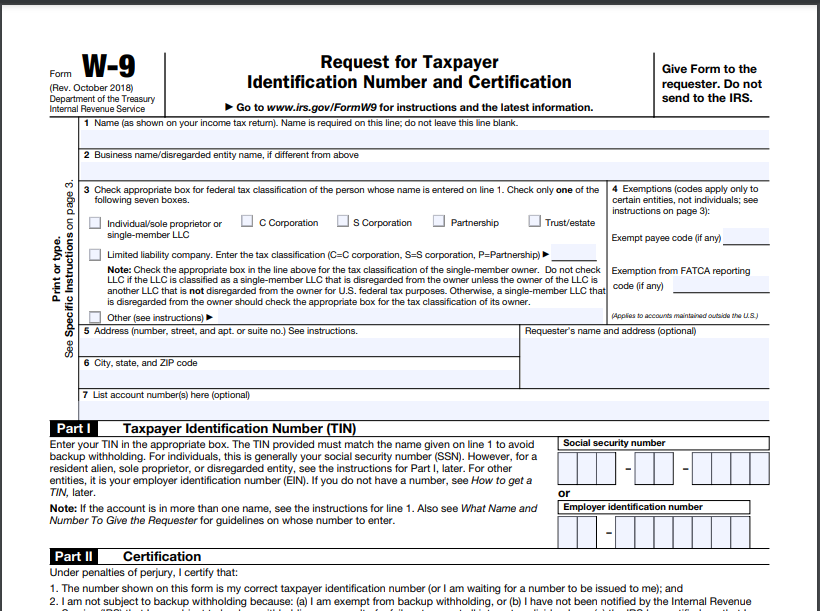 Form W-9
(Rev. October 2018)
Department of the Treasury
Internal Revenue Service
Request for Taxpayer
Identification Number and Certification
▶ Go to www.irs.gov/FormW9 for instructions and the latest information.
Give Form to the
requester. Do not
send to the IRS.
Print or type.
See Specific Instructions on page 3.
1 Name (as shown on your income tax return). Name is required on this line; do not leave this line blank.
2 Business name/disregarded entity name, if different from above
3 Check appropriate box for federal tax classification of the person whose name is entered on line 1. Check only one of the
following seven boxes.
Individual/sole proprietor or
single-member LLC
C Corporation
S Corporation
Partnership
Trust/estate
Limited liability company. Enter the tax classification (C=C corporation, S=S corporation, P=Partnership) ▶
Note: Check the appropriate box in the line above for the tax classification of the single-member owner. Do not check
LLC if the LLC is classified as a single-member LLC that is disregarded from the owner unless the owner of the LLC is
another LLC that is not disregarded from the owner for U.S. federal tax purposes. Otherwise, a single-member LLC that
is disregarded from the owner should check the appropriate box for the tax classification of its owner.
Other (see instructions) ▶
4 Exemptions (codes apply only to
certain entities, not individuals; see
instructions on page 3):
Exempt payee code (if any)
Exemption from FATCA reporting
code (if any)
(Applies to accounts maintained outside the U.S.)
5 Address (number, street, and apt. or suite no.) See instructions.
Requester's name and address (optional)
6 City, state, and ZIP code
7 List account number(s) here (optional)
Part I Taxpayer Identification Number (TIN)
Enter your TIN in the appropriate box. The TIN provided must match the name given on line 1 to avoid
backup withholding. For individuals, this is generally your social security number (SSN). However, for a
resident alien, sole proprietor, or disregarded entity, see the instructions for Part I, later. For other
entities, it is your employer identification number (EIN). If you do not have a number, see How to get a
TIN, later.
Note: If the account is in more than one name, see the instructions for line 1. Also see What Name and
Number To Give the Requester for guidelines on whose number to enter.
Social security number
– –
or
Employer identification number
–
Part II Certification
Under penalties of perjury, I certify that:
1. The number shown on this form is my correct taxpayer identification number (or I am waiting for a number to be issued to me); and
2. I am not subject to backup withholding because: (a) I am exempt from backup withholding, or (b) I have not been notified by the Internal Revenue